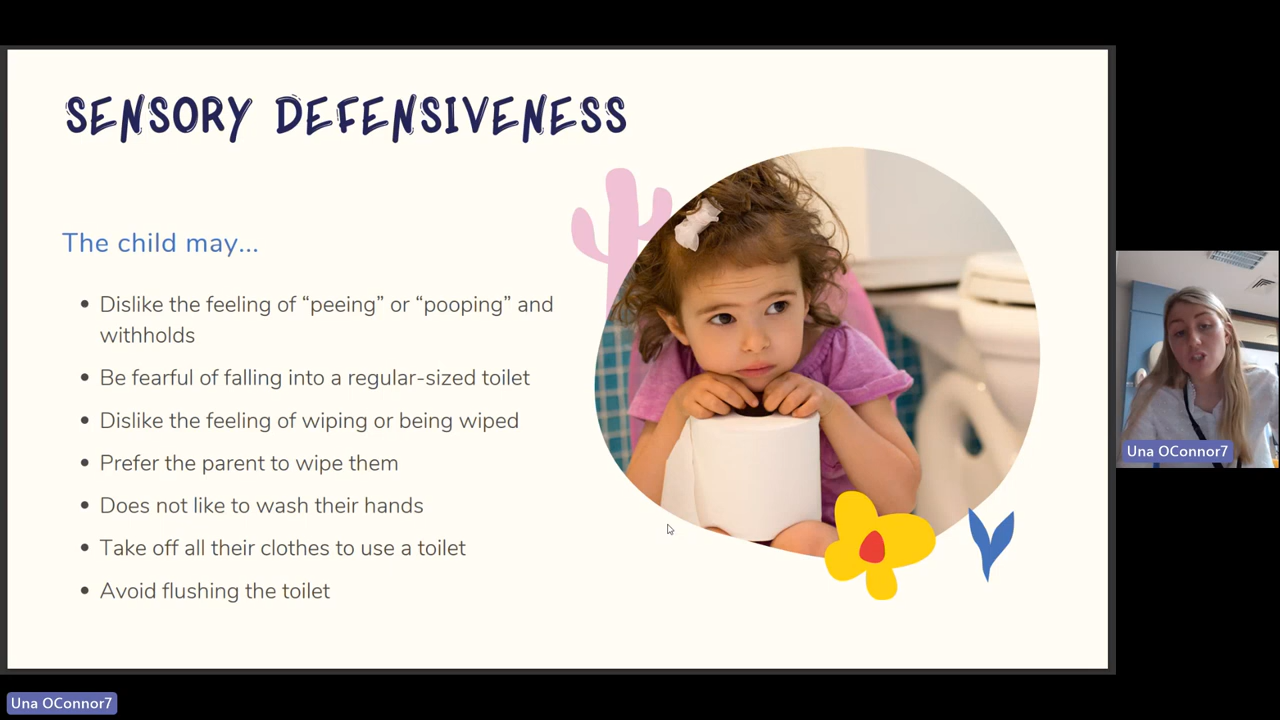 SENSORY DEFENSIVENESS
The child may...
• Dislike the feeling of “peeing” or “pooping” and
withholds
• Be fearful of falling into a regular-sized toilet
• Dislike the feeling of wiping or being wiped
• Prefer the parent to wipe them
• Does not like to wash their hands
• Take off all their clothes to use a toilet
• Avoid flushing the toilet
Una OConnor7
Una OConnor7